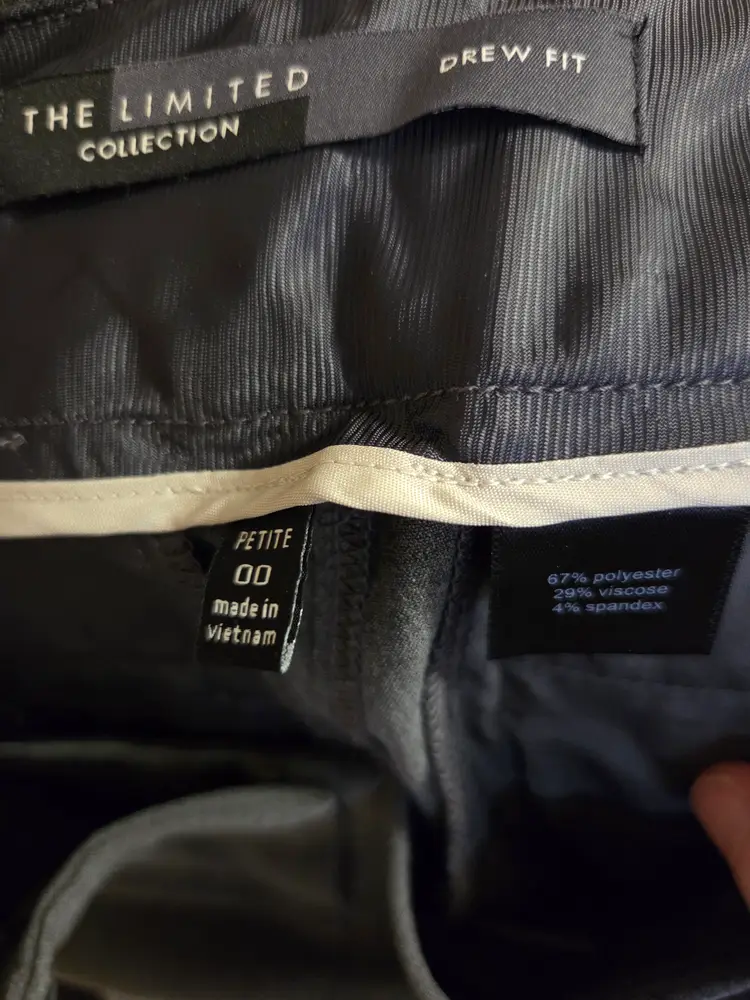 THE LIMITED
COLLECTION
DREW FIT
PETITE
00
made in
vietnam
67% polyester
29% viscose
4% spandex